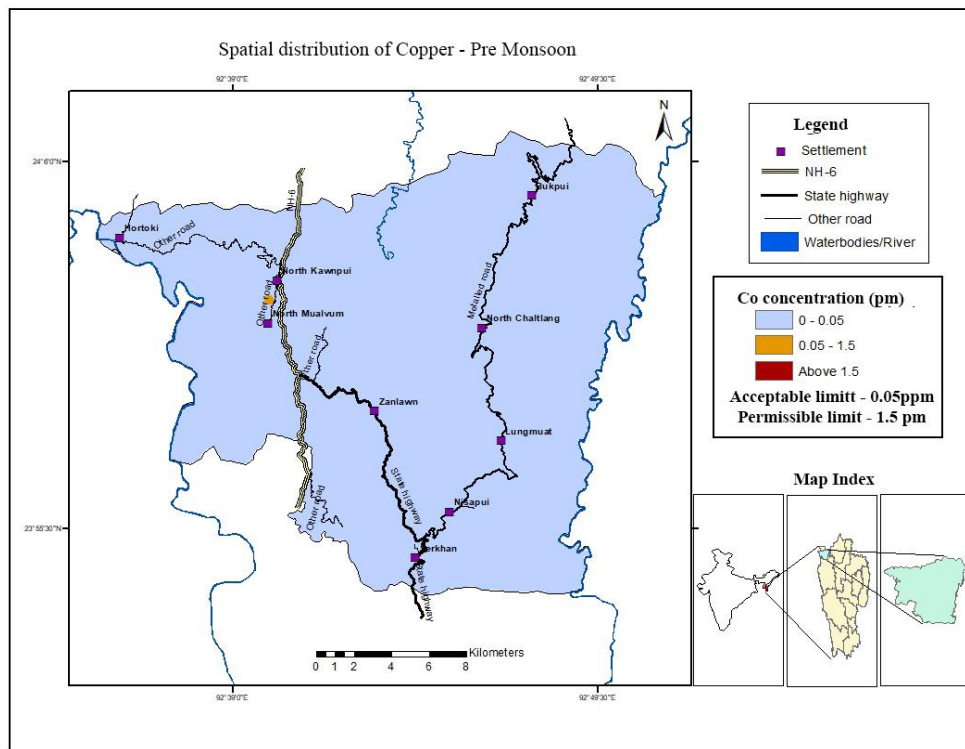 Spatial distribution of Copper - Pre Monsoon
92°39'0"E
92°49'30"E
N
24°6'0"N
NH-6
Bukpui
Hortoki
Other road
North Kawnpui
Other road
North Mualvum
Metalled road
North Chaltlang
Other road
Zanlawn
Lungmuat
State highway
Other road
Nisapui
23°55'30"N
Serkhan
State highway
Kilometers
0 1 2 4 6 8
92°39'0"E
92°49'30"E
Legend
Settlement
NH-6
State highway
Other road
Waterbodies/River
Co concentration (pm)
0 - 0.05
0.05 - 1.5
Above 1.5
Acceptable limitt - 0.05ppm
Permissible limit - 1.5 pm
Map Index